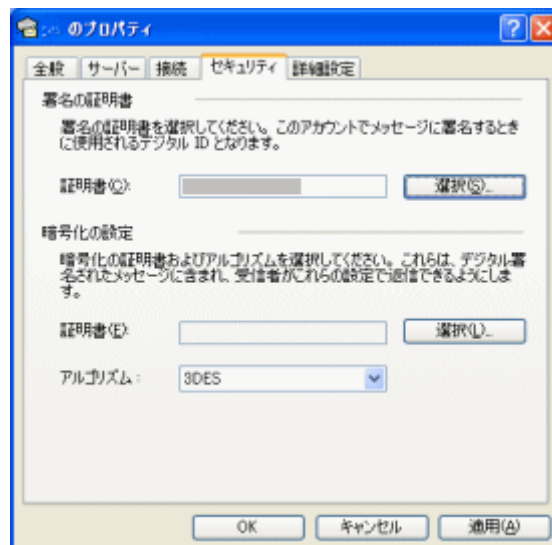 のプロパティ
全般 サーバー 接続 セキュリティ 詳細設定
署名の証明書
署名の証明書を選択してください。このアカウントでメッセージに署名するとき
に使用されるデジタル ID となります。
証明書(C): 選択(S)...
暗号化の設定
暗号化の証明書およびアルゴリズムを選択してください。これらは、デジタル署
名されたメッセージに含まれ、受信者がこれらの設定で返信できるようにしま
す。
証明書(E): 選択(L)...
アルゴリズム: 3DES
OK キャンセル 適用(A)